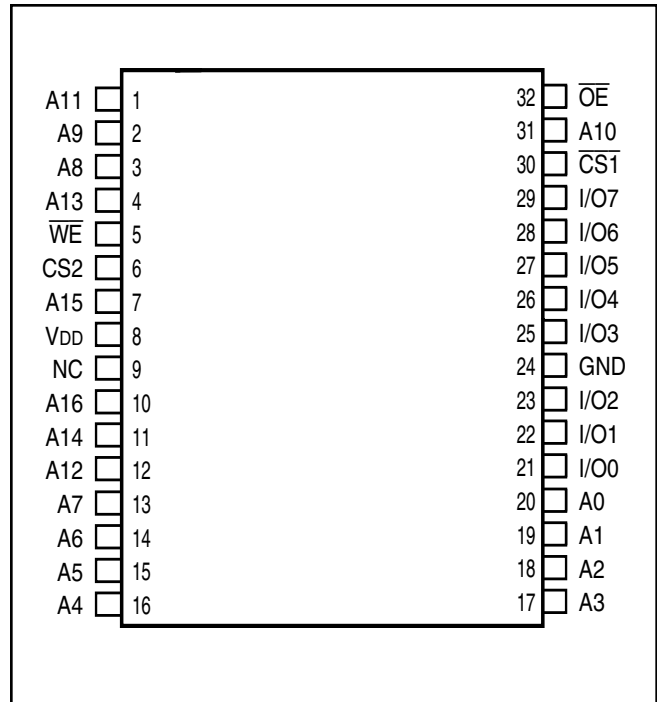 A11 1 32 O̅E̅
A9 2 31 A10
A8 3 30 C̅S̅1̅
A13 4 29 I/O7
W̅E̅ 5 28 I/O6
CS2 6 27 I/O5
A15 7 26 I/O4
VDD 8 25 I/O3
NC 9 24 GND
A16 10 23 I/O2
A14 11 22 I/O1
A12 12 21 I/O0
A7 13 20 A0
A6 14 19 A1
A5 15 18 A2
A4 16 17 A3